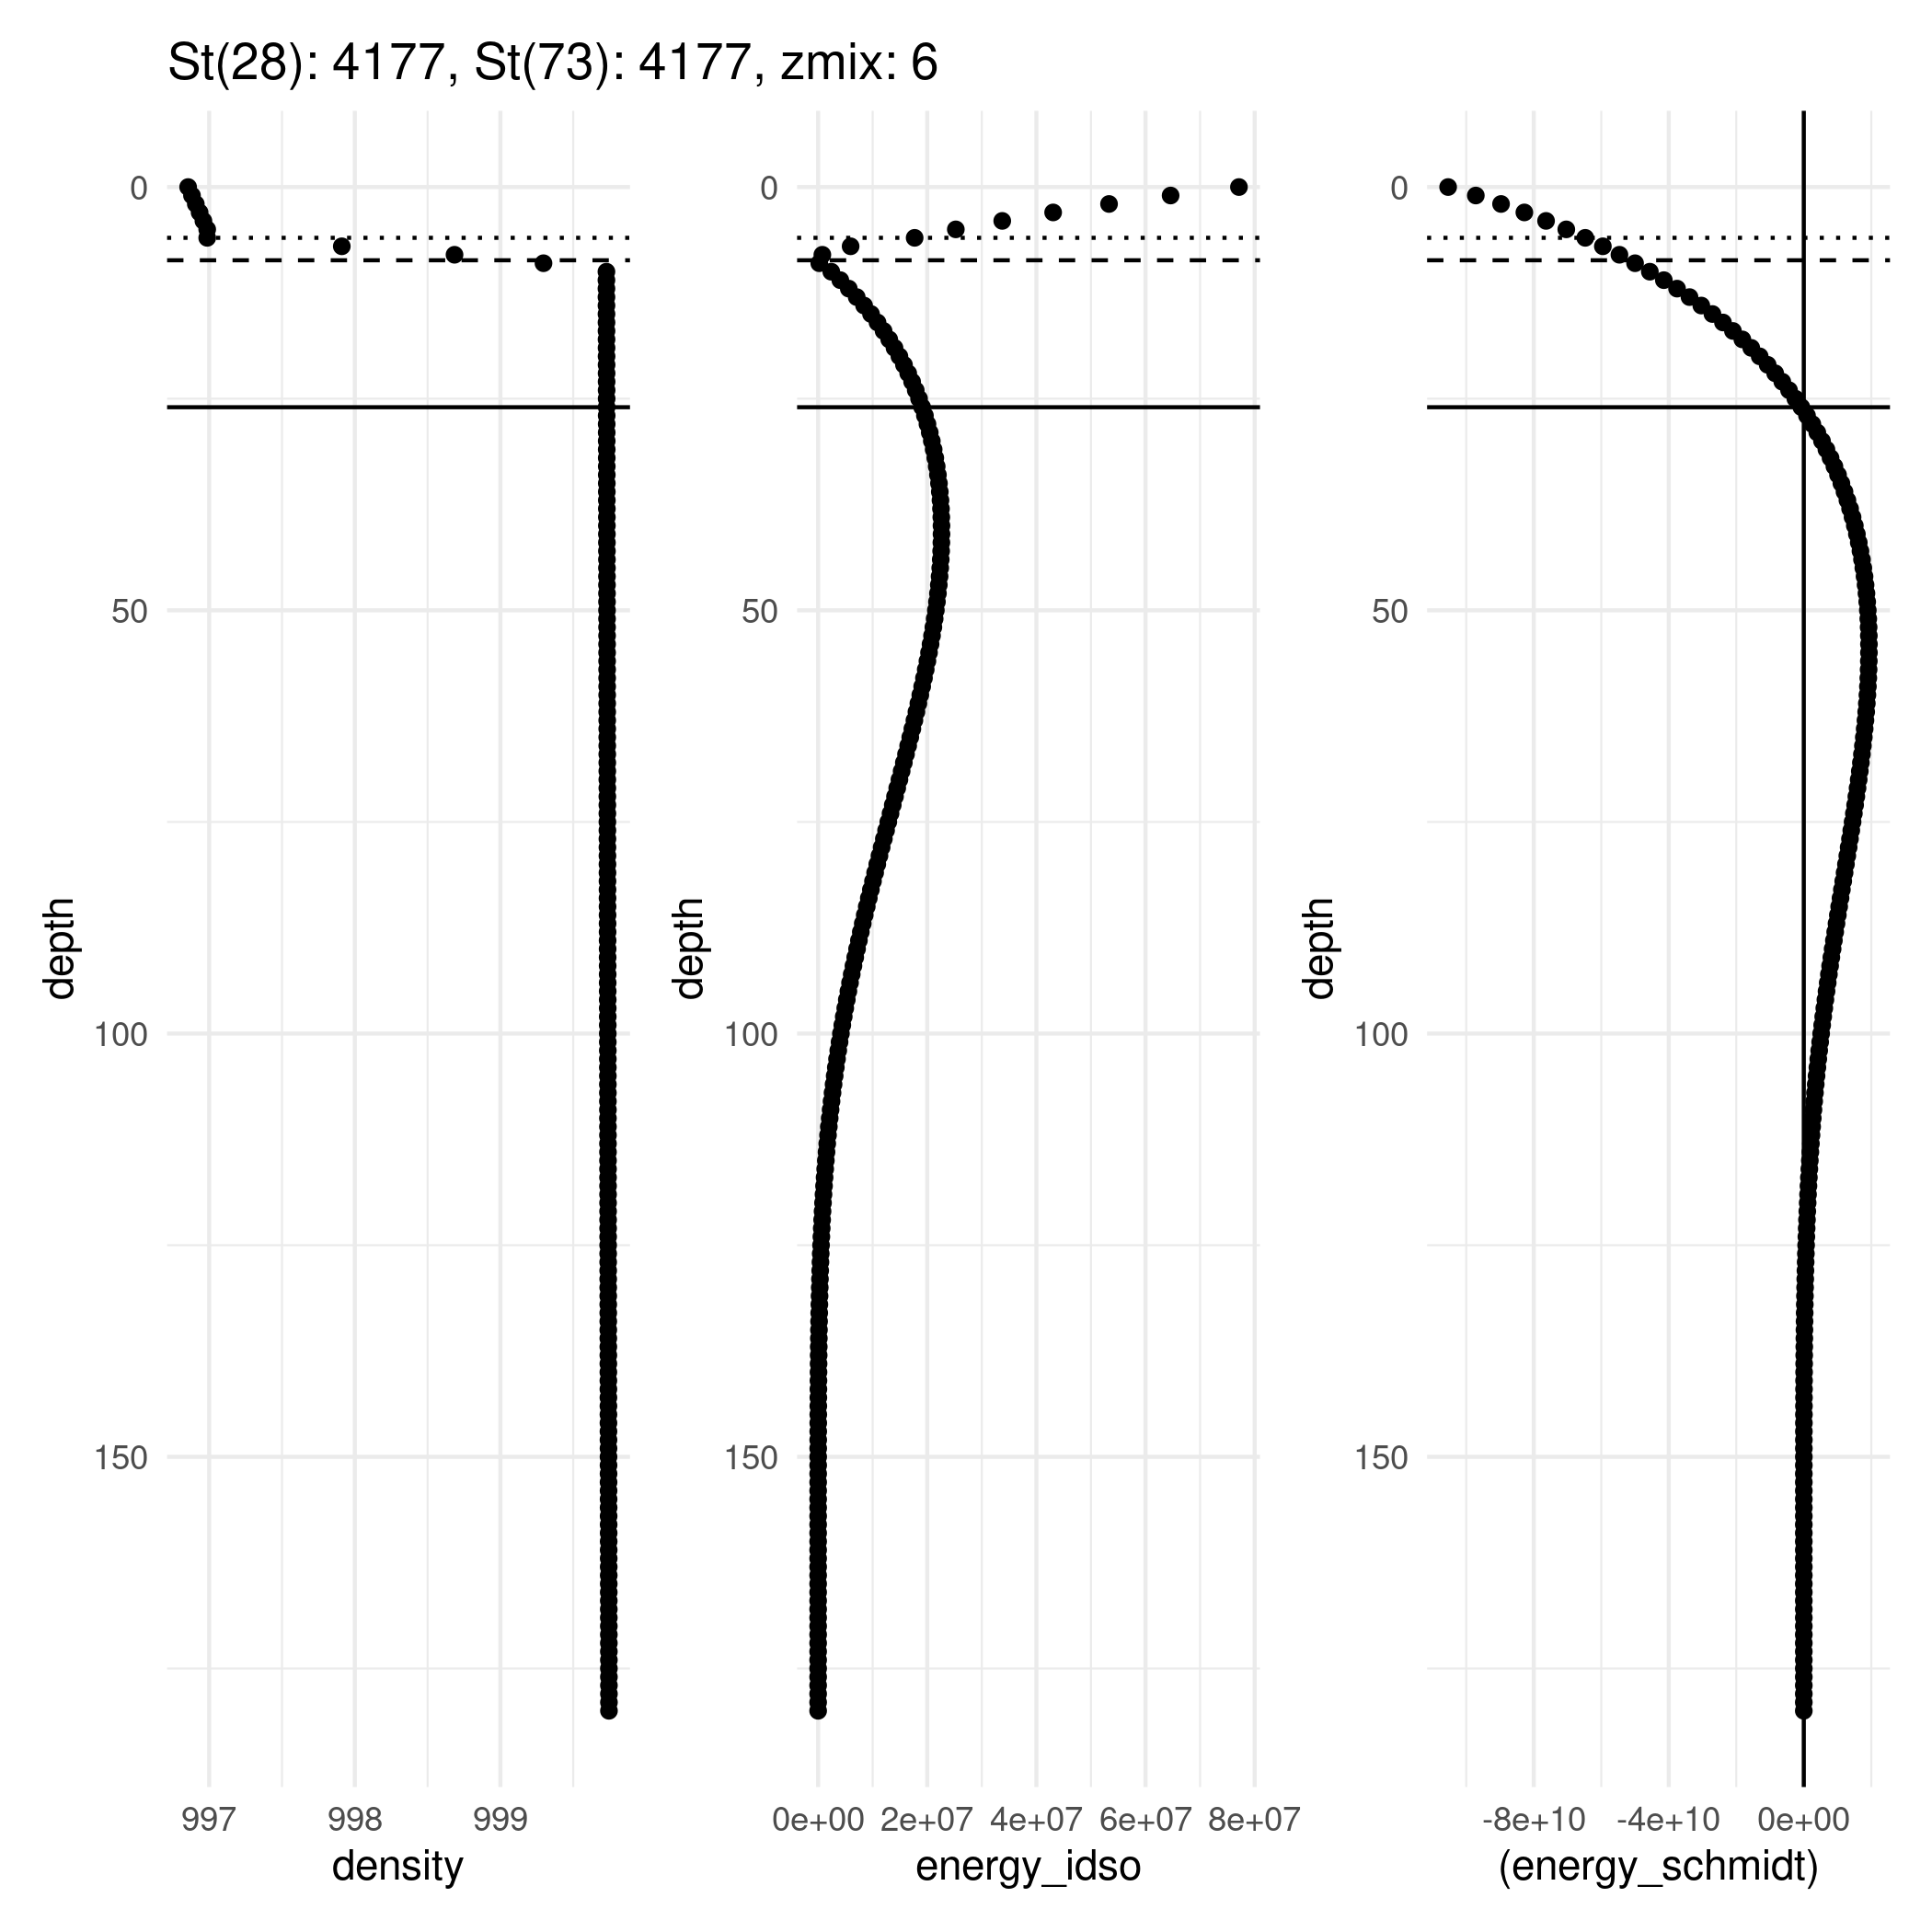 St(28): 4177, St(73): 4177, zmix: 6
0
50
100
150
depth
997 998 999
density
0
50
100
150
depth
0e+00 2e+07 4e+07 6e+07 8e+07
energy_idso
0
50
100
150
depth
-8e+10 -4e+10 0e+00
(energy_schmidt)